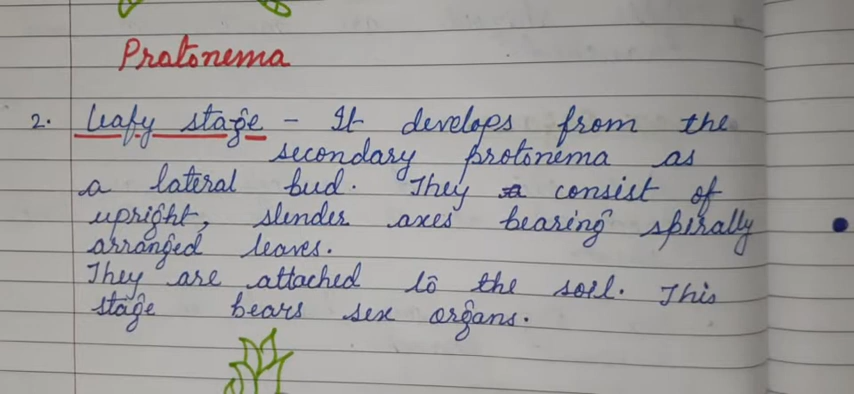 Protonema
2. Leafy stage - It develops from the
secondary protonema as
a lateral bud. They consist of
upright, slender axes bearing spirally
arranged leaves.
They are attached to the soil. This
stage bears sex organs.